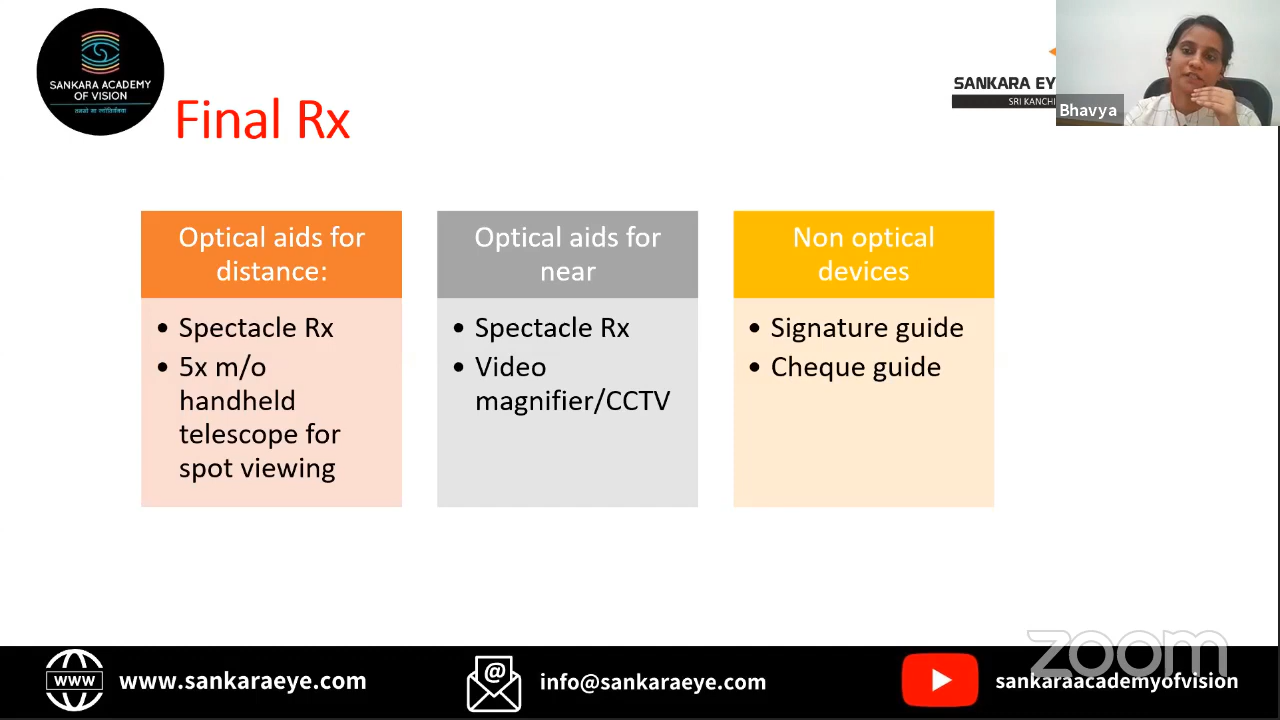 SANKARA ACADEMY
OF VISION
Final Rx
SANKARA EY
SRI KANCHI
Bhavya
Optical aids for
distance:
• Spectacle Rx
• 5x m/o
handheld
telescope for
spot viewing
Optical aids for
near
• Spectacle Rx
• Video
magnifier/CCTV
Non optical
devices
• Signature guide
• Cheque guide
zoom
www
www.sankaraeye.com
@
info@sankaraeye.com
sankaraacademyofvision